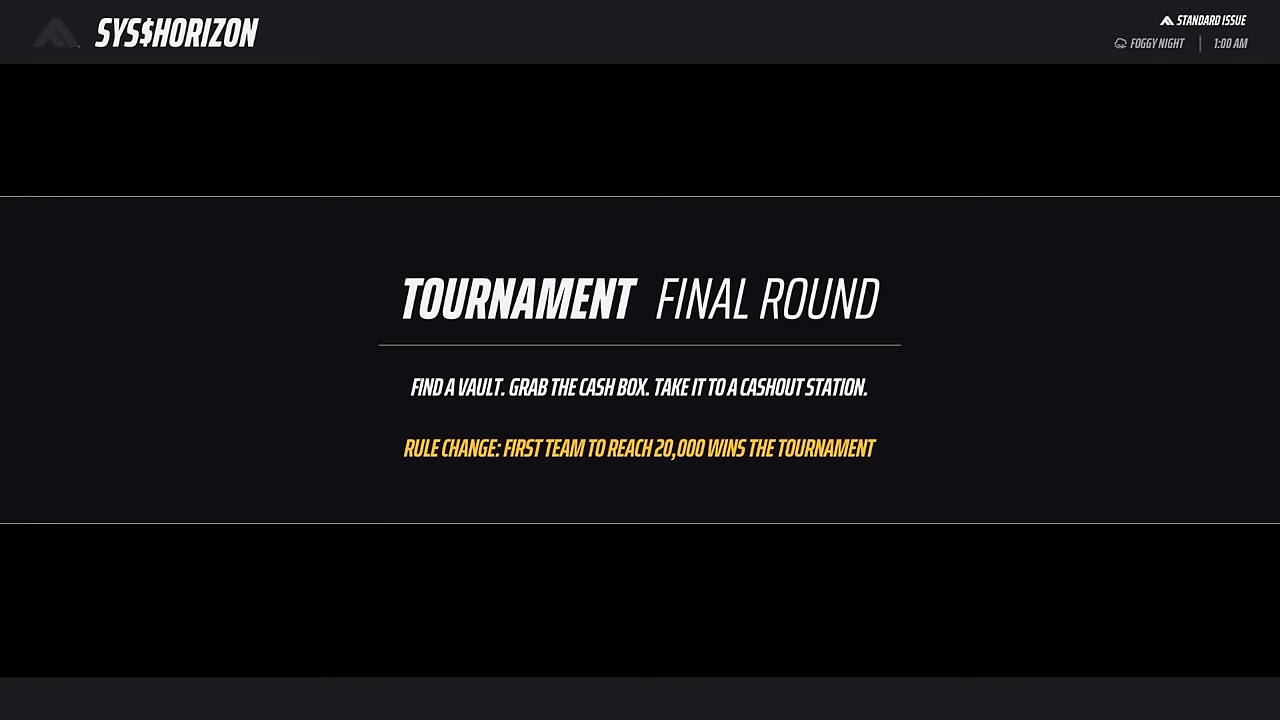 SYS$HORIZON
STANDARD ISSUE
FOGGY NIGHT | 1:00 AM
TOURNAMENT FINAL ROUND
FIND A VAULT. GRAB THE CASH BOX. TAKE IT TO A CASHOUT STATION.
RULE CHANGE: FIRST TEAM TO REACH 20,000 WINS THE TOURNAMENT